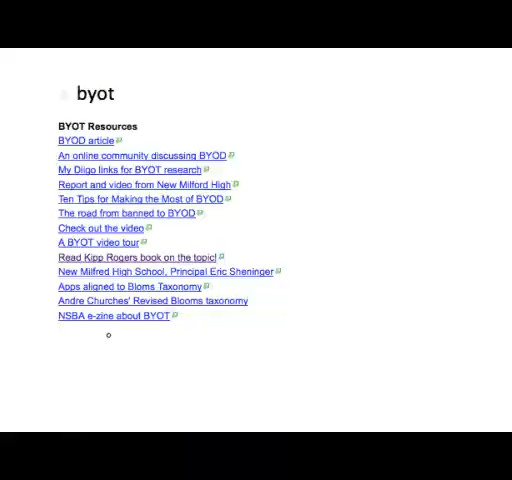 byot
BYOT Resources
BYOD article
An online community discussing BYOD
My Diigo links for BYOT research
Report and video from New Milford High
Ten Tips for Making the Most of BYOD
The road from banned to BYOD
Check out the video
A BYOT video tour
Read Kipp Rogers book on the topic!
New Milfred High School, Principal Eric Sheninger
Apps aligned to Bloms Taxonomy
Andre Churches' Revised Blooms taxonomy
NSBA e-zine about BYOT